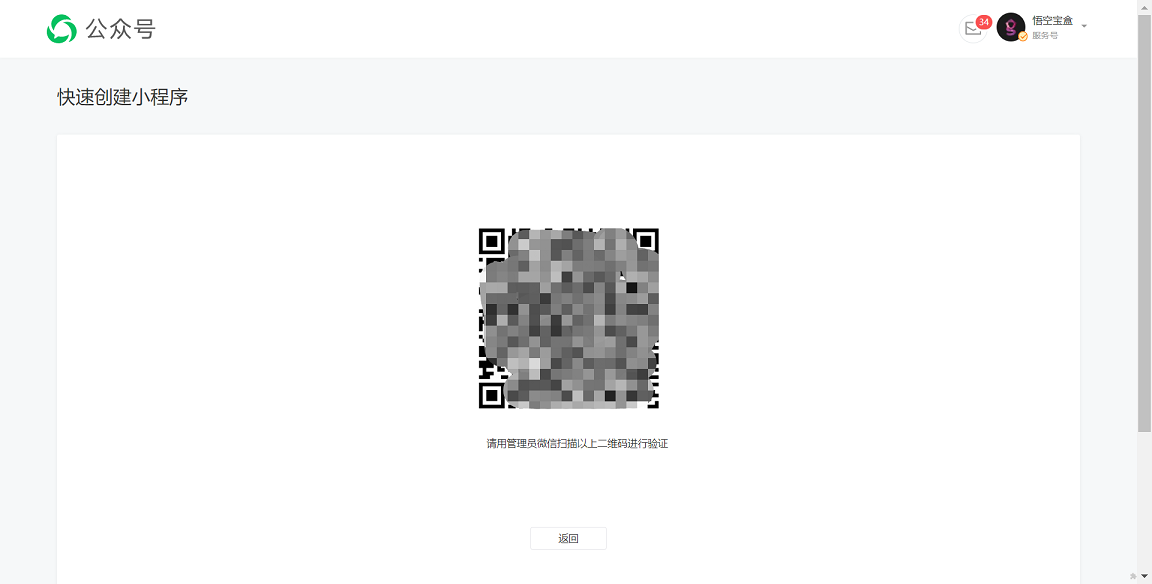 公众号
34
悟空宝盒
服务号
快速创建小程序
请用管理员微信扫描以上二维码进行验证
返回